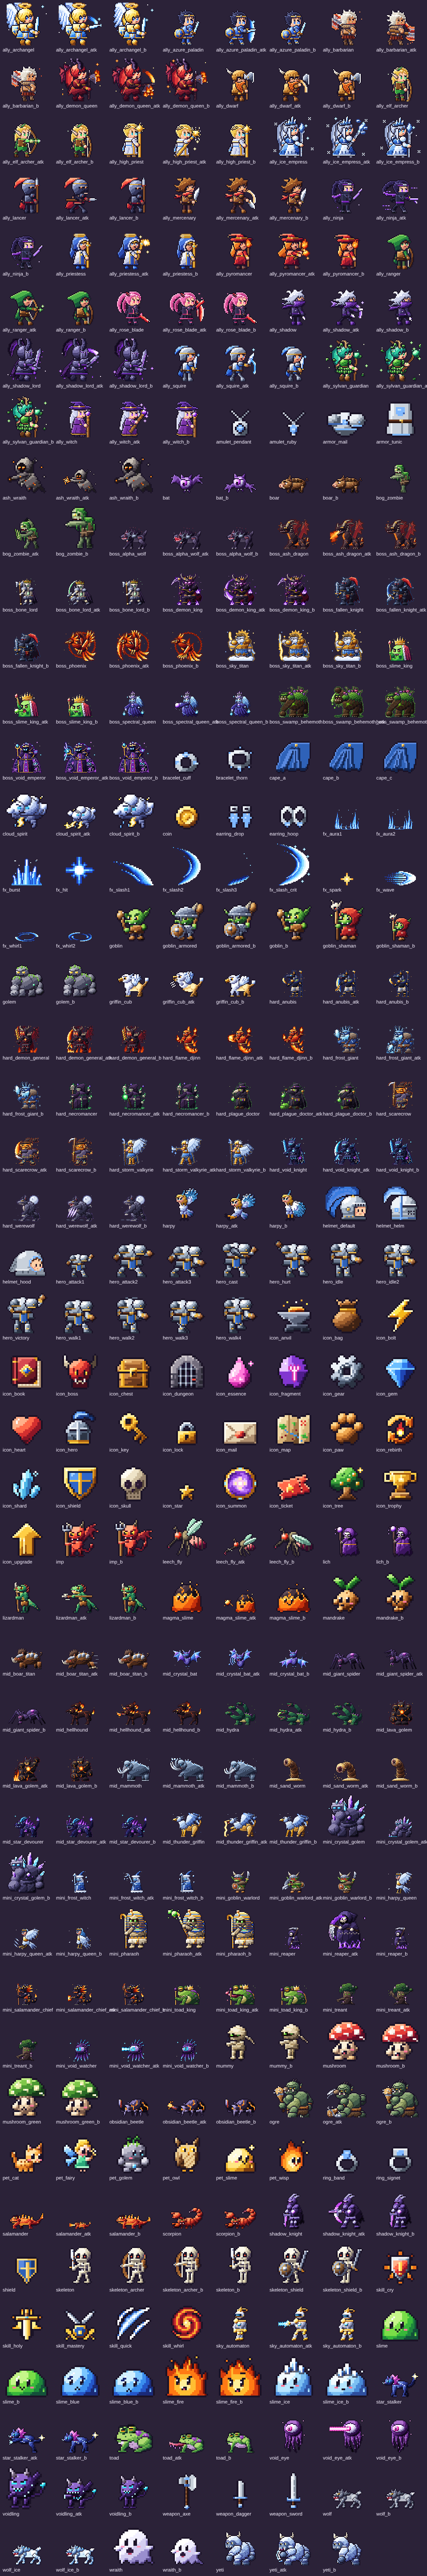 ally_archangel ally_archangel_atk ally_archangel_b ally_azure_paladin ally_azure_paladin_atk ally_azure_paladin_b ally_barbarian ally_barbarian_atk
ally_barbarian_b ally_demon_queen ally_demon_queen_atk ally_demon_queen_b ally_dwarf ally_dwarf_atk ally_dwarf_b ally_elf_archer
ally_elf_archer_atk ally_elf_archer_b ally_high_priest ally_high_priest_atk ally_high_priest_b ally_ice_empress ally_ice_empress_atk ally_ice_empress_b
ally_lancer ally_lancer_atk ally_lancer_b ally_mercenary ally_mercenary_atk ally_mercenary_b ally_ninja ally_ninja_atk
ally_ninja_b ally_priestess ally_priestess_atk ally_priestess_b ally_pyromancer ally_pyromancer_atk ally_pyromancer_b ally_ranger
ally_ranger_atk ally_ranger_b ally_rose_blade ally_rose_blade_atk ally_rose_blade_b ally_shadow ally_shadow_atk ally_shadow_b
ally_shadow_lord ally_shadow_lord_atk ally_shadow_lord_b ally_squire ally_squire_atk ally_squire_b ally_sylvan_guardian ally_sylvan_guardian_a
ally_sylvan_guardian_b ally_witch ally_witch_atk ally_witch_b amulet_pendant amulet_ruby armor_mail armor_tunic
ash_wraith ash_wraith_atk ash_wraith_b bat bat_b boar boar_b bog_zombie
bog_zombie_atk bog_zombie_b boss_alpha_wolf boss_alpha_wolf_atk boss_alpha_wolf_b boss_ash_dragon boss_ash_dragon_atk boss_ash_dragon_b
boss_bone_lord boss_bone_lord_atk boss_bone_lord_b boss_demon_king boss_demon_king_atk boss_demon_king_b boss_fallen_knight boss_fallen_knight_atk
boss_fallen_knight_b boss_phoenix boss_phoenix_atk boss_phoenix_b boss_sky_titan boss_sky_titan_atk boss_sky_titan_b boss_slime_king
boss_slime_king_atk boss_slime_king_b boss_spectral_queen boss_spectral_queen_at boss_spectral_queen_b boss_swamp_behemoth
boss_void_emperor boss_void_emperor_atk boss_void_emperor_b bracelet_cuff bracelet_thorn cape_a cape_b cape_c
cloud_spirit cloud_spirit_atk cloud_spirit_b coin earring_drop earring_hoop fx_aura1 fx_aura2
fx_burst fx_hit fx_slash1 fx_slash2 fx_slash3 fx_slash_crit fx_spark fx_wave
fx_whirl1 fx_whirl2 goblin goblin_armored goblin_armored_b goblin_b goblin_shaman goblin_shaman_b
golem golem_b griffin_cub griffin_cub_atk griffin_cub_b hard_anubis hard_anubis_atk hard_anubis_b
hard_demon_general hard_demon_general_atk hard_demon_general_b hard_flame_djinn hard_flame_djinn_atk hard_flame_djinn_b hard_frost_giant hard_frost_giant_atk
hard_frost_giant_b hard_necromancer hard_necromancer_atk hard_necromancer_b hard_plague_doctor hard_plague_doctor_atk hard_plague_doctor_b hard_scarecrow
hard_scarecrow_atk hard_scarecrow_b hard_storm_valkyrie hard_storm_valkyrie_atk hard_storm_valkyrie_b hard_void_knight hard_void_knight_atk hard_void_knight_b
hard_werewolf hard_werewolf_atk hard_werewolf_b harpy harpy_atk harpy_b helmet_default helmet_helm
helmet_hood hero_attack1 hero_attack2 hero_attack3 hero_cast hero_hurt hero_idle hero_idle2
hero_victory hero_walk1 hero_walk2 hero_walk3 hero_walk4 icon_anvil icon_bag icon_bolt
icon_book icon_boss icon_chest icon_dungeon icon_essence icon_fragment icon_gear icon_gem
icon_heart icon_hero icon_key icon_lock icon_mail icon_map icon_paw icon_rebirth
icon_shard icon_shield icon_skull icon_star icon_summon icon_ticket icon_tree icon_trophy
icon_upgrade imp imp_b leech_fly leech_fly_atk leech_fly_b lich lich_b
lizardman lizardman_atk lizardman_b magma_slime magma_slime_atk magma_slime_b mandrake mandrake_b
mid_boar_titan mid_boar_titan_atk mid_boar_titan_b mid_crystal_bat mid_crystal_bat_atk mid_crystal_bat_b mid_giant_spider mid_giant_spider_atk
mid_giant_spider_b mid_hellhound mid_hellhound_atk mid_hellhound_b mid_hydra mid_hydra_atk mid_hydra_b mid_lava_golem
mid_lava_golem_atk mid_lava_golem_b mid_mammoth mid_mammoth_atk mid_mammoth_b mid_sand_worm mid_sand_worm_atk mid_sand_worm_b
mid_star_devourer mid_star_devourer_atk mid_star_devourer_b mid_thunder_griffin mid_thunder_griffin_atk mid_thunder_griffin_b mini_crystal_golem mini_crystal_golem_atk
mini_crystal_golem_b mini_frost_witch mini_frost_witch_atk mini_frost_witch_b mini_goblin_warlord mini_goblin_warlord_atk mini_goblin_warlord_b mini_harpy_queen
mini_harpy_queen_atk mini_harpy_queen_b mini_pharaoh mini_pharaoh_atk mini_pharaoh_b mini_reaper mini_reaper_atk mini_reaper_b
mini_salamander_chief mini_salamander_chief mini_salamander_chief_b mini_toad_king mini_toad_king_atk mini_toad_king_b mini_treant mini_treant_atk
mini_treant_b mini_void_watcher mini_void_watcher_atk mini_void_watcher_b mummy mummy_b mushroom mushroom_b
mushroom_green mushroom_green_b obsidian_beetle obsidian_beetle_atk obsidian_beetle_b ogre ogre_atk ogre_b
pet_cat pet_fairy pet_golem pet_owl pet_slime pet_wisp ring_band ring_signet
salamander salamander_atk salamander_b scorpion scorpion_b shadow_knight shadow_knight_atk shadow_knight_b
shield skeleton skeleton_archer skeleton_archer_b skeleton_b skeleton_shield skeleton_shield_b skill_cry
skill_holy skill_mastery skill_quick skill_whirl sky_automaton sky_automaton_atk sky_automaton_b slime
slime_b slime_blue slime_blue_b slime_fire slime_fire_b slime_ice slime_ice_b star_stalker
star_stalker_atk star_stalker_b toad toad_atk toad_b void_eye void_eye_atk void_eye_b
voidling voidling_atk voidling_b weapon_axe weapon_dagger weapon_sword wolf wolf_b
wolf_ice wolf_ice_b wraith wraith_b yeti yeti_atk yeti_b